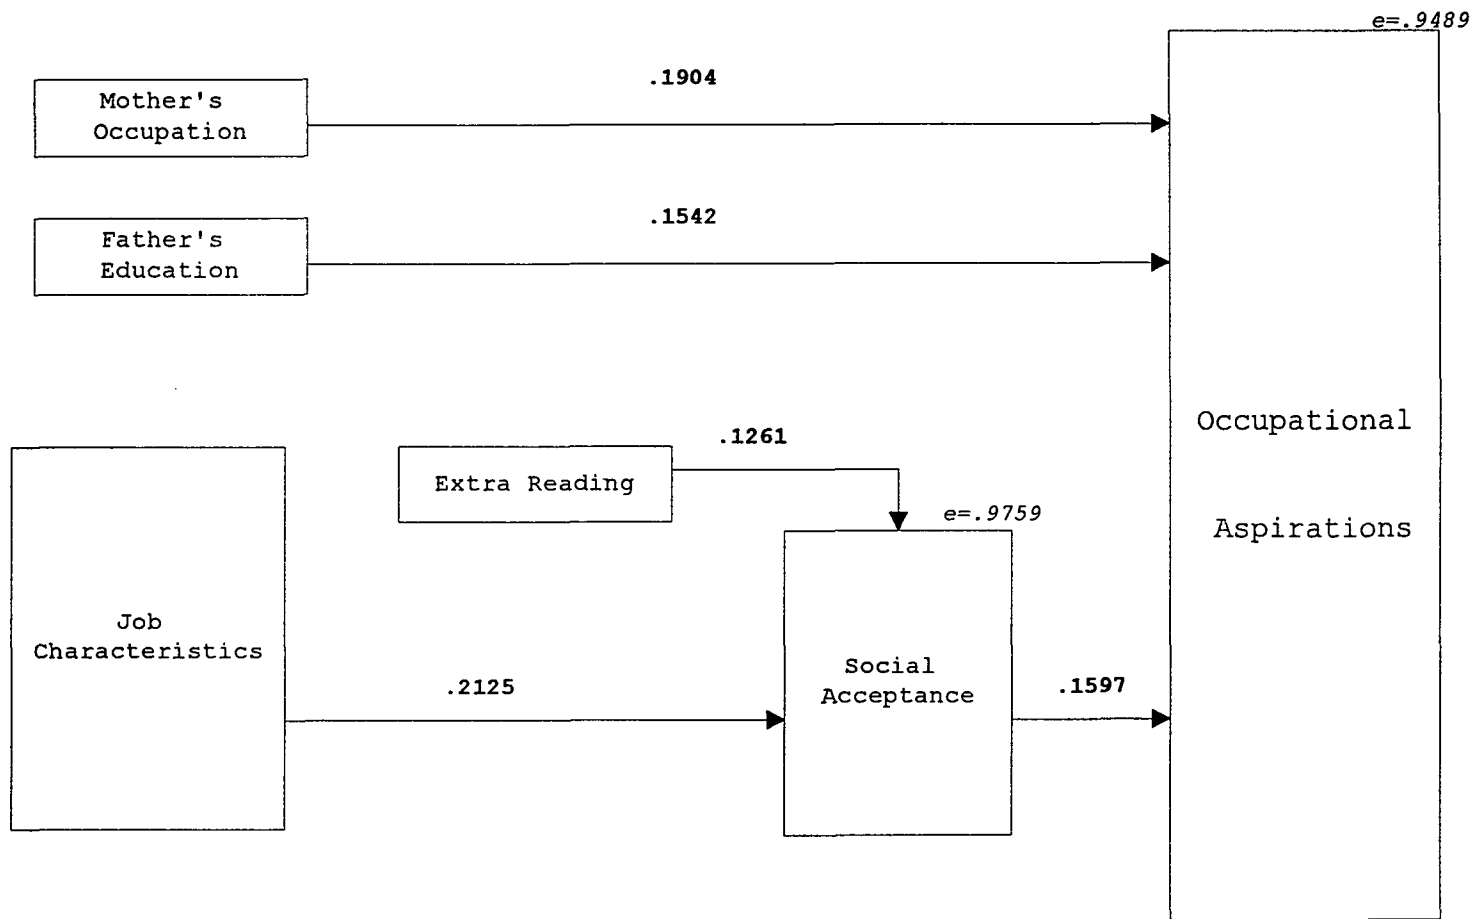 e=.9489
.1904
Mother's
Occupation
.1542
Father's
Education
Occupational
Aspirations
.1261
Extra Reading
e=.9759
Job
Characteristics
.2125
Social
Acceptance
.1597